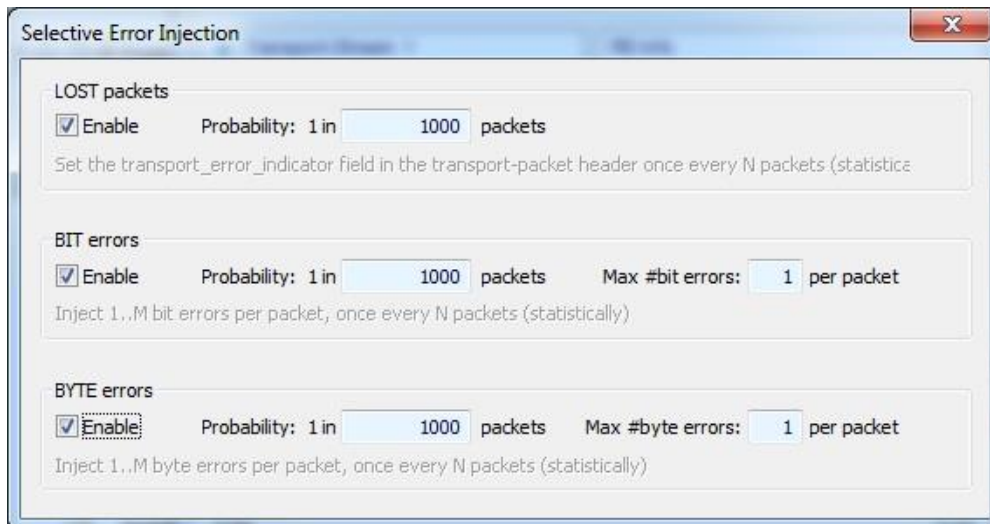 Selective Error Injection
LOST packets
Enable Probability: 1 in 1000 packets
Set the transport_error_indicator field in the transport-packet header once every N packets (statistica
BIT errors
Enable Probability: 1 in 1000 packets Max #bit errors: 1 per packet
Inject 1..M bit errors per packet, once every N packets (statistically)
BYTE errors
Enable Probability: 1 in 1000 packets Max #byte errors: 1 per packet
Inject 1..M byte errors per packet, once every N packets (statistically)